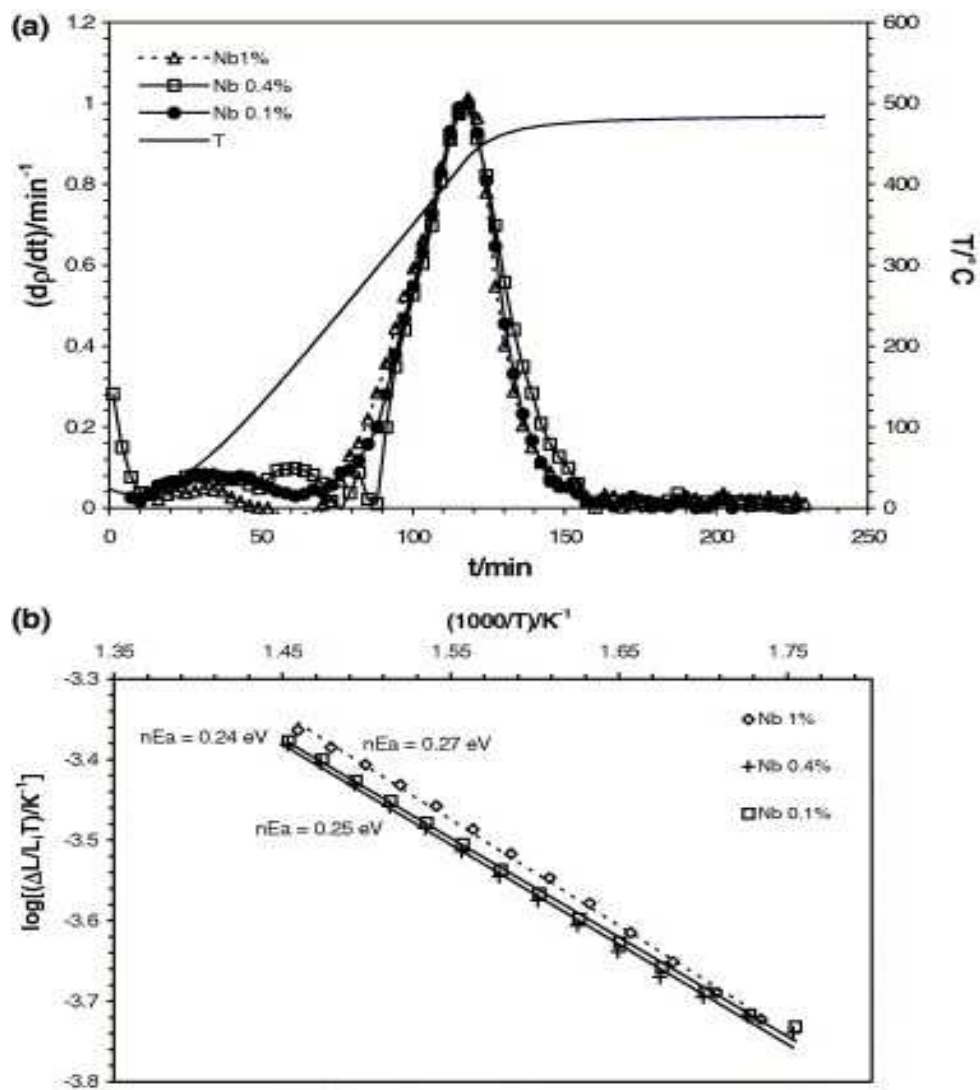 (a)
1.2
1
0.8
0.6
0.4
0.2
0
(dρ/dt)/min⁻¹
Nb1%
Nb 0.4%
Nb 0.1%
T
600
500
400
300
200
100
0
T/°C
0 50 100 150 200 250
t/min
(b)
(1000/T)/K⁻¹
1.35 1.45 1.55 1.65 1.75
-3.3
-3.4
-3.5
-3.6
-3.7
-3.8
log[(ΔL/LᵢT)/K⁻¹]
nEa = 0.24 eV
nEa = 0.27 eV
nEa = 0.25 eV
Nb 1%
Nb 0.4%
Nb 0.1%